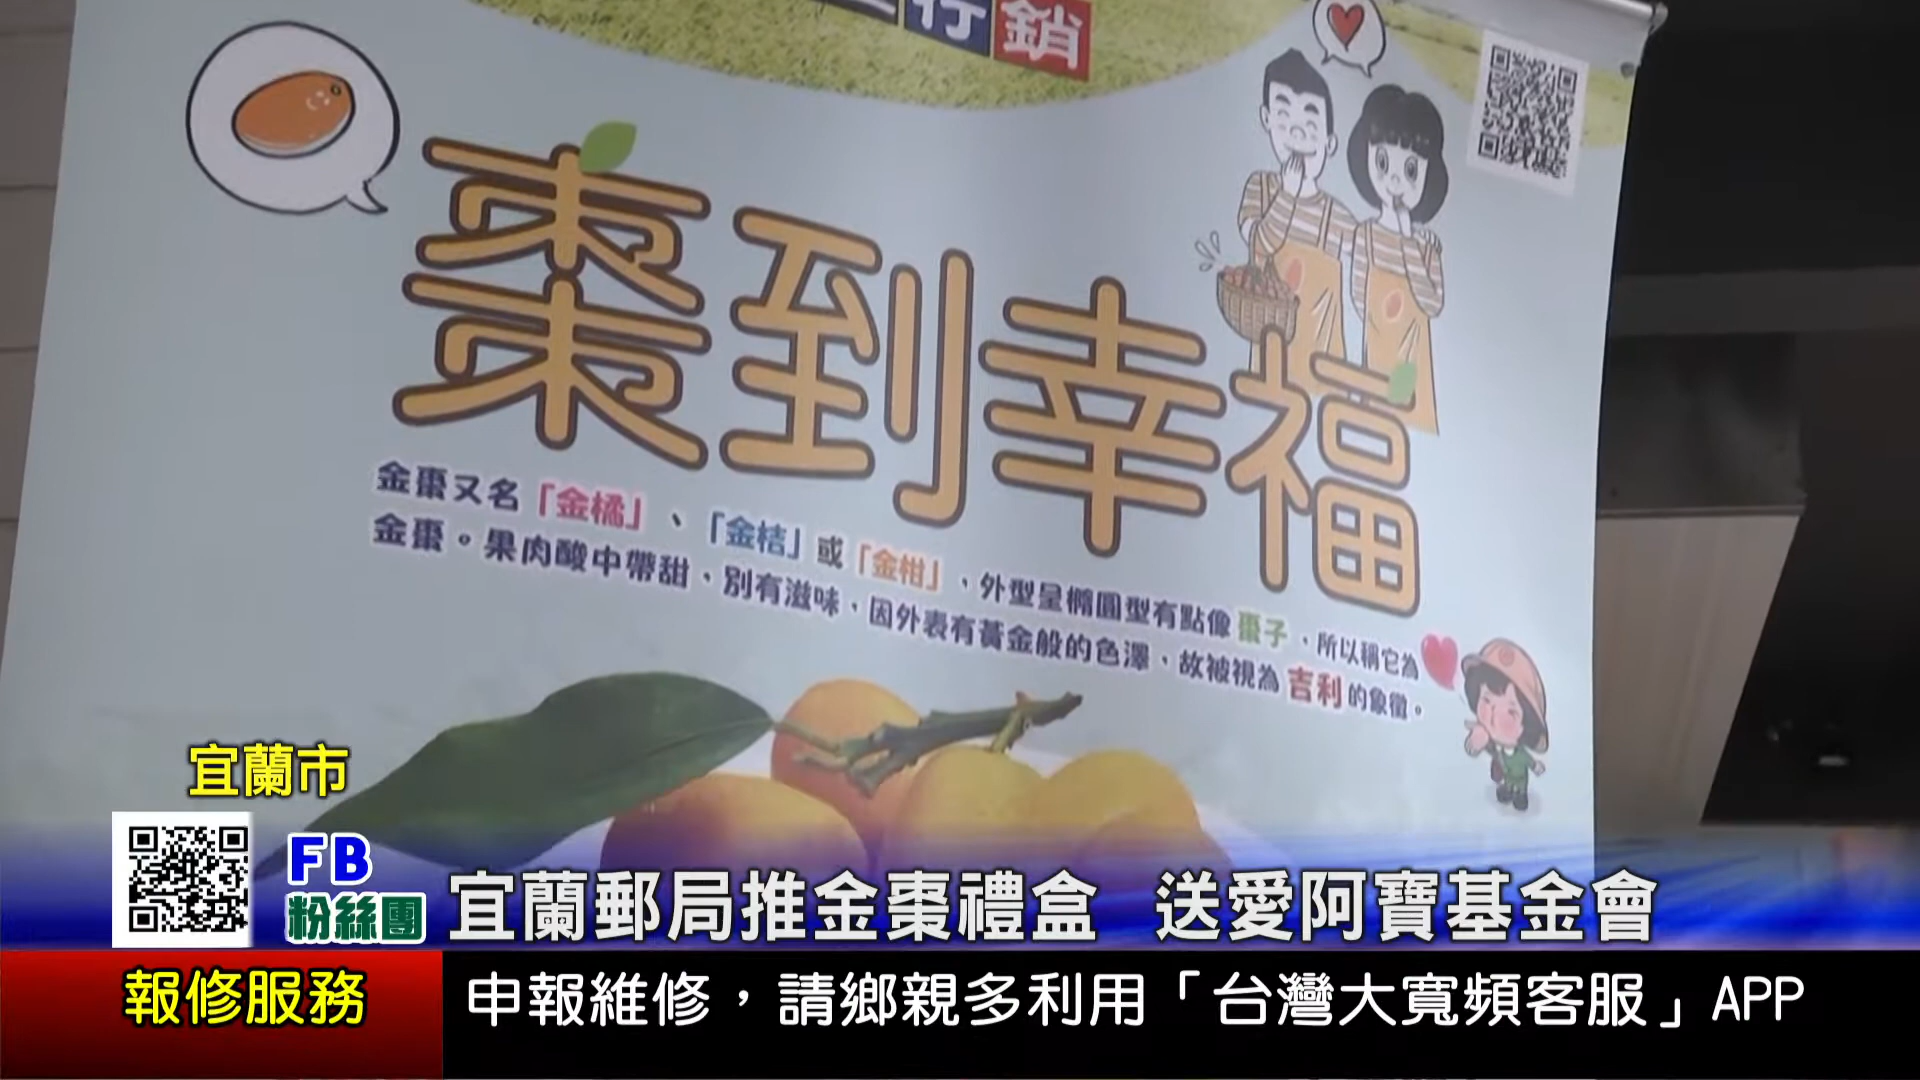 行銷
棗到幸福
金棗又名「金橘」、「金桔」或「金柑」,外型呈橢圓型有點像棗子,所以稱它為
金棗。果肉酸中帶甜,別有滋味,因外表有黃金般的色澤,故被視為吉利的象徵。
宜蘭市
FB
粉絲團
宜蘭郵局推金棗禮盒 送愛阿寶基金會
報修服務
申報維修,請鄉親多利用「台灣大寬頻客服」APP